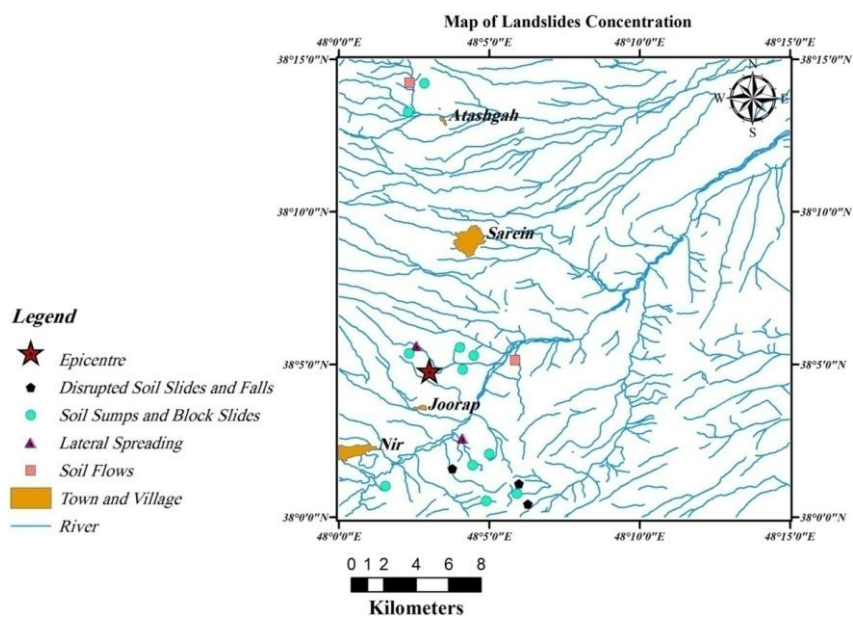 Map of Landslides Concentration
48°0'0"E 48°5'0"E 48°10'0"E 48°15'0"E
38°15'0"N 38°15'0"N
N
W E
S
Atashgah
38°10'0"N 38°10'0"N
Sarein
Legend
Epicentre
38°5'0"N 38°5'0"N
Disrupted Soil Slides and Falls
Joorap
Soil Sumps and Block Slides
Lateral Spreading
Nir
Soil Flows
Town and Village
38°0'0"N 38°0'0"N
River
48°0'0"E 48°5'0"E 48°10'0"E 48°15'0"E
0 1 2 4 6 8
Kilometers